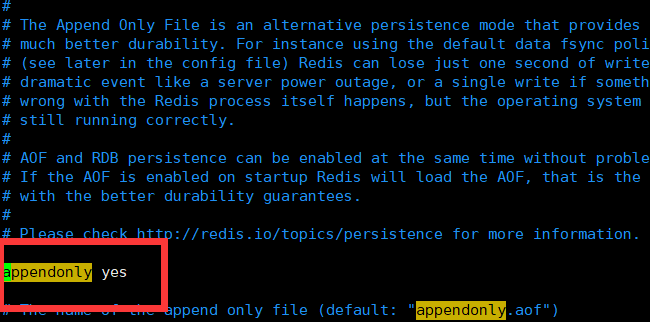 #
# The Append Only File is an alternative persistence mode that provides
# much better durability. For instance using the default data fsync poli
# (see later in the config file) Redis can lose just one second of write
# dramatic event like a server power outage, or a single write if someth
# wrong with the Redis process itself happens, but the operating system
# still running correctly.
#
# AOF and RDB persistence can be enabled at the same time without proble
# If the AOF is enabled on startup Redis will load the AOF, that is the
# with the better durability guarantees.
#
# Please check http://redis.io/topics/persistence for more information.
appendonly yes
# The name of the append only file (default: "appendonly.aof")